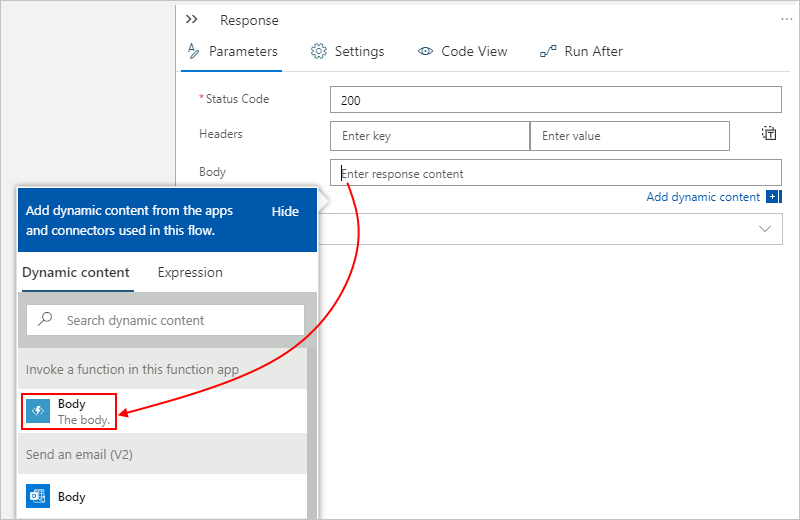 Response
Parameters
Settings
Code View
Run After
*Status Code
200
Headers
Enter key
Enter value
Body
Enter response content
Add dynamic content
Add dynamic content from the apps
and connectors used in this flow.
Hide
Dynamic content
Expression
Search dynamic content
Invoke a function in this function app
Body
The body.
Send an email (V2)
Body